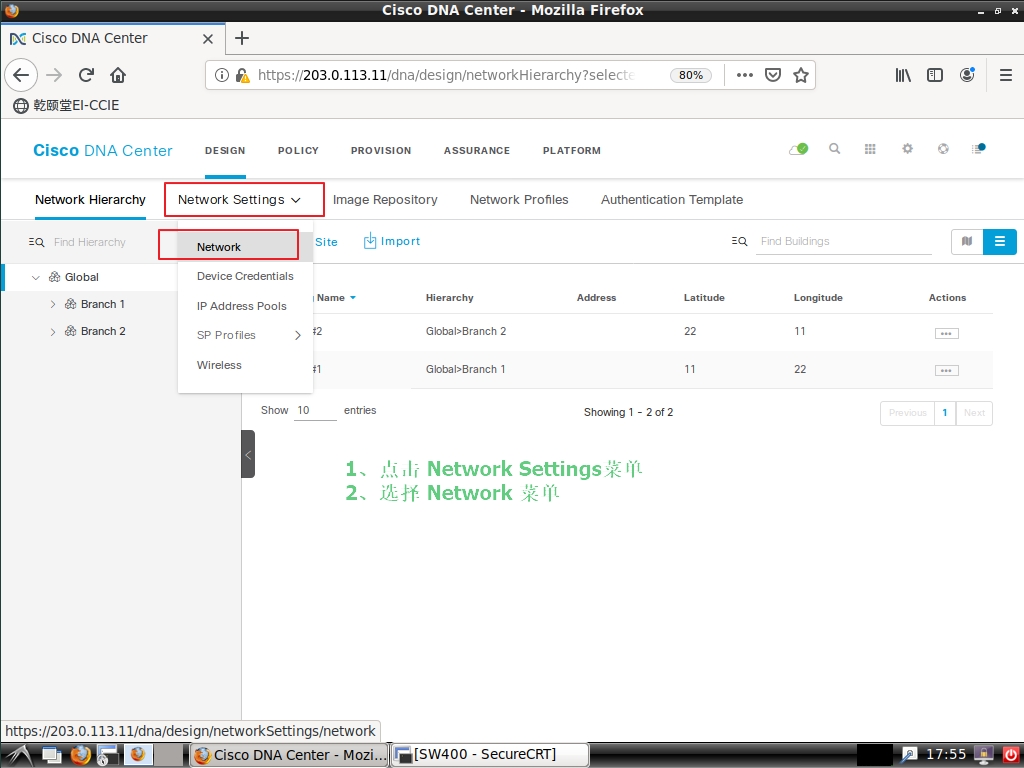 Cisco DNA Center - Mozilla Firefox
Cisco DNA Center
https://203.0.113.11/dna/design/networkHierarchy?selecte
80%
乾颐堂EI-CCIE
Cisco DNA Center
DESIGN
POLICY
PROVISION
ASSURANCE
PLATFORM
Network Hierarchy
Network Settings
Image Repository
Network Profiles
Authentication Template
Find Hierarchy
Network
Site
Import
Find Buildings
Global
Device Credentials
Branch 1
IP Address Pools
Branch 2
SP Profiles
Wireless
Name
Hierarchy
Address
Latitude
Longitude
Actions
#2
Global>Branch 2
22
11
#1
Global>Branch 1
11
22
Show 10 entries
Showing 1 - 2 of 2
Previous
1
Next
1、点击 Network Settings菜单
2、选择 Network 菜单
https://203.0.113.11/dna/design/networkSettings/network
Cisco DNA Center - Mozi...
[SW400 - SecureCRT]
17:55